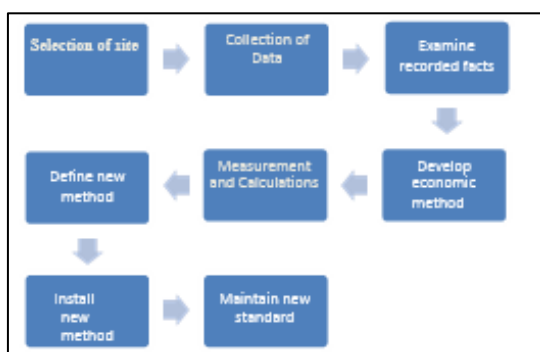 Selection of site
Collection of
Data
Examine
recorded facts
Develop
economic
method
Measurement
and Calculations
Define new
method
Install
new
method
Maintain new
standard